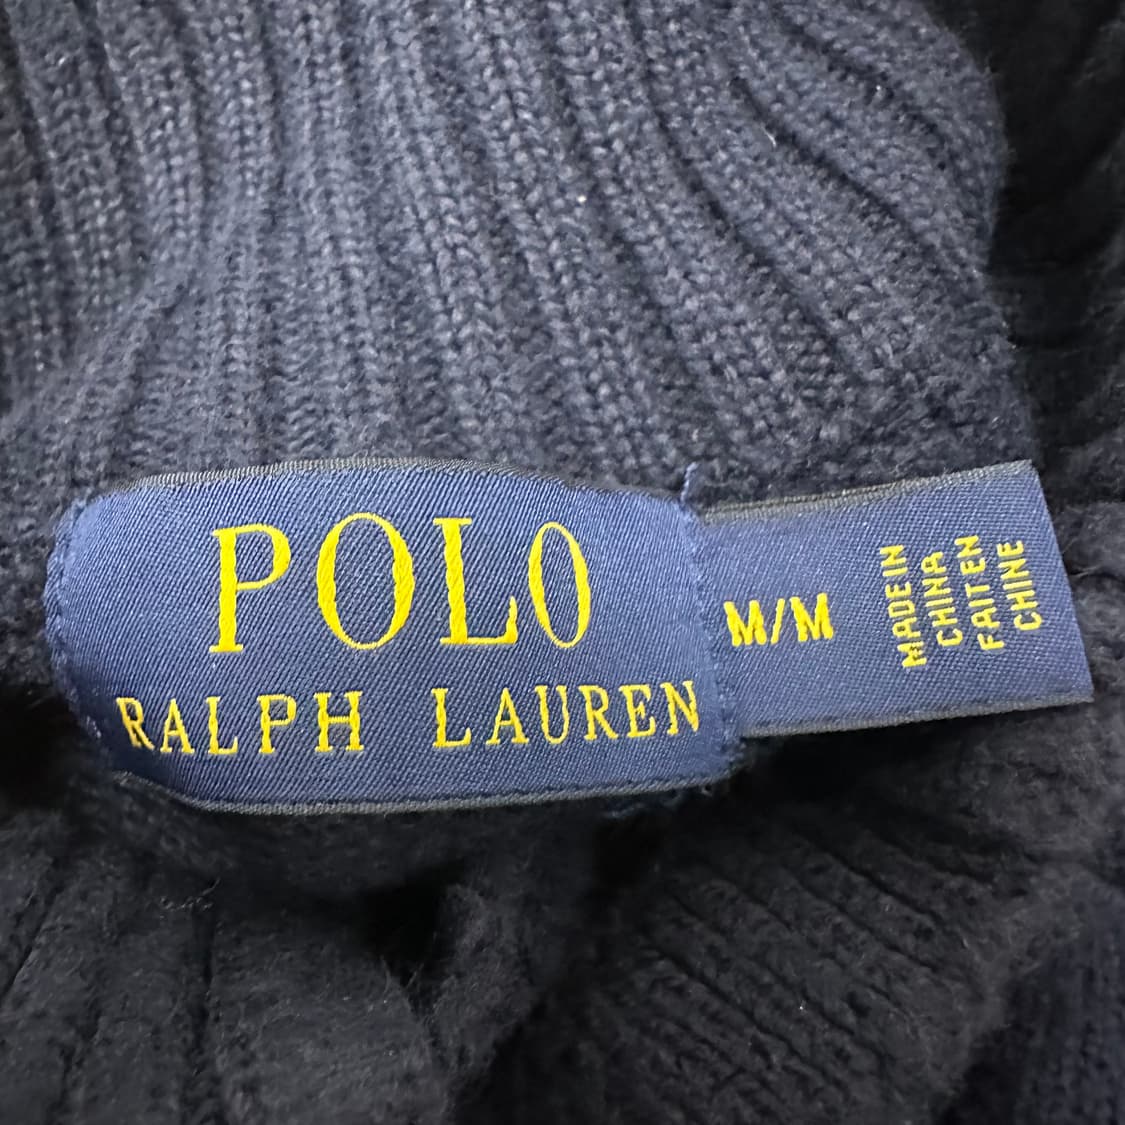 POLO
RALPH LAUREN
M/M
MADE IN
CHINA
FAIT EN
CHINE